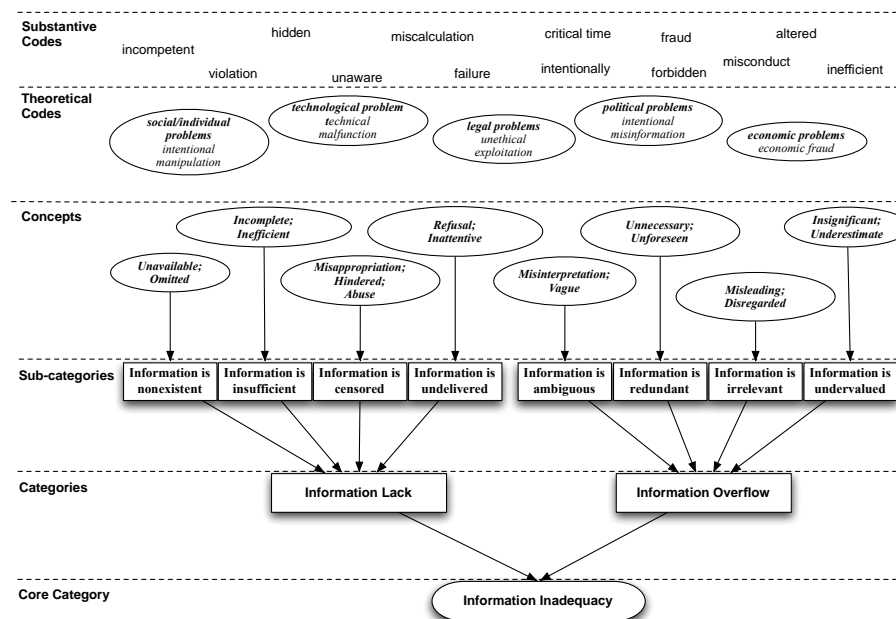 Substantive
Codes
incompetent
hidden
miscalculation
critical time
fraud
altered
violation
unaware
failure
intentionally
forbidden
misconduct
inefficient
Theoretical
Codes
social/individual
problems
intentional
manipulation
technological problem
technical
malfunction
legal problems
unethical
exploitation
political problems
intentional
misinformation
economic problems
economic fraud
Concepts
Unavailable;
Omitted
Incomplete;
Inefficient
Misappropriation;
Hindered;
Abuse
Refusal;
Inattentive
Misinterpretation;
Vague
Unnecessary;
Unforeseen
Misleading;
Disregarded
Insignificant;
Underestimate
Sub-categories
Information is
nonexistent
Information is
insufficient
Information is
censored
Information is
undelivered
Information is
ambiguous
Information is
redundant
Information is
irrelevant
Information is
undervalued
Categories
Information Lack
Information Overflow
Core Category
Information Inadequacy